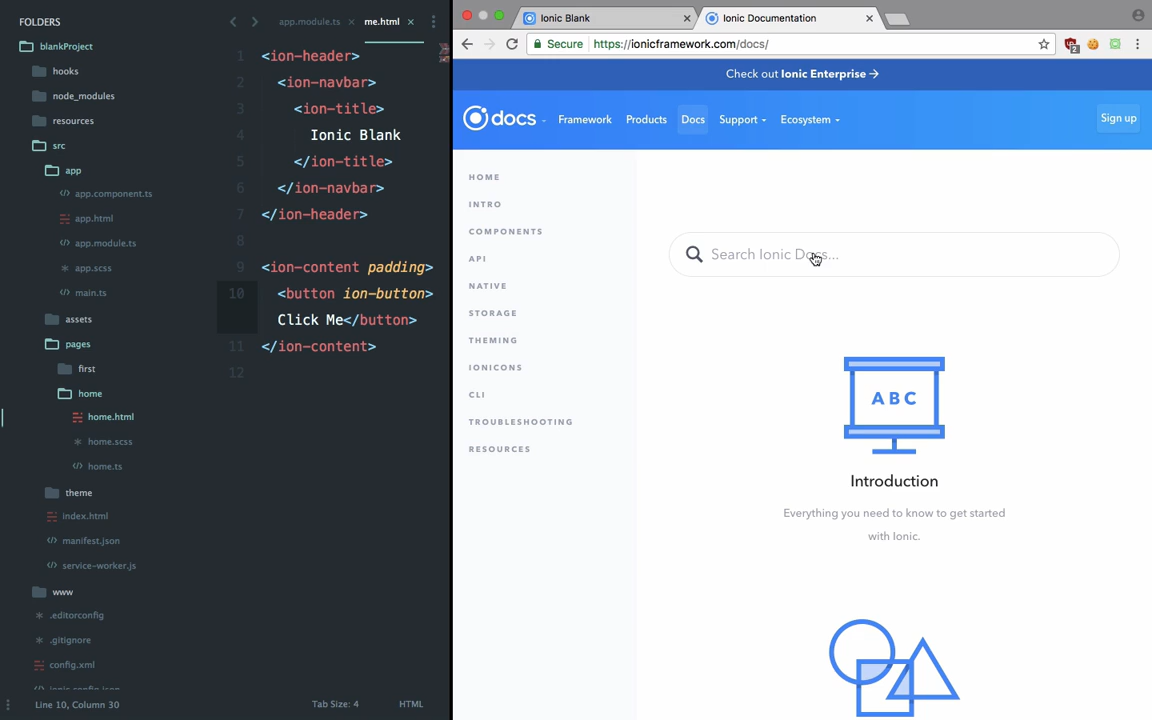 FOLDERS
blankProject
hooks
node_modules
resources
src
app
app.component.ts
app.html
app.module.ts
app.scss
main.ts
assets
pages
first
home
home.html
home.scss
home.ts
theme
index.html
manifest.json
service-worker.js
www
.editorconfig
.gitignore
config.xml
ionic.config.json
Line 10, Column 30
Tab Size: 4
HTML
app.module.ts
me.html
1 <ion-header>
2 <ion-navbar>
3 <ion-title>
4 Ionic Blank
5 </ion-title>
6 </ion-navbar>
7 </ion-header>
8
9 <ion-content padding>
10 <button ion-button>
Click Me</button>
11 </ion-content>
12
Ionic Blank
Ionic Documentation
Secure https://ionicframework.com/docs/
2
Check out Ionic Enterprise →
docs
Framework
Products
Docs
Support
Ecosystem
Sign up
HOME
INTRO
COMPONENTS
API
NATIVE
STORAGE
THEMING
IONICONS
CLI
TROUBLESHOOTING
RESOURCES
Search Ionic Docs...
ABC
Introduction
Everything you need to know to get started
with Ionic.